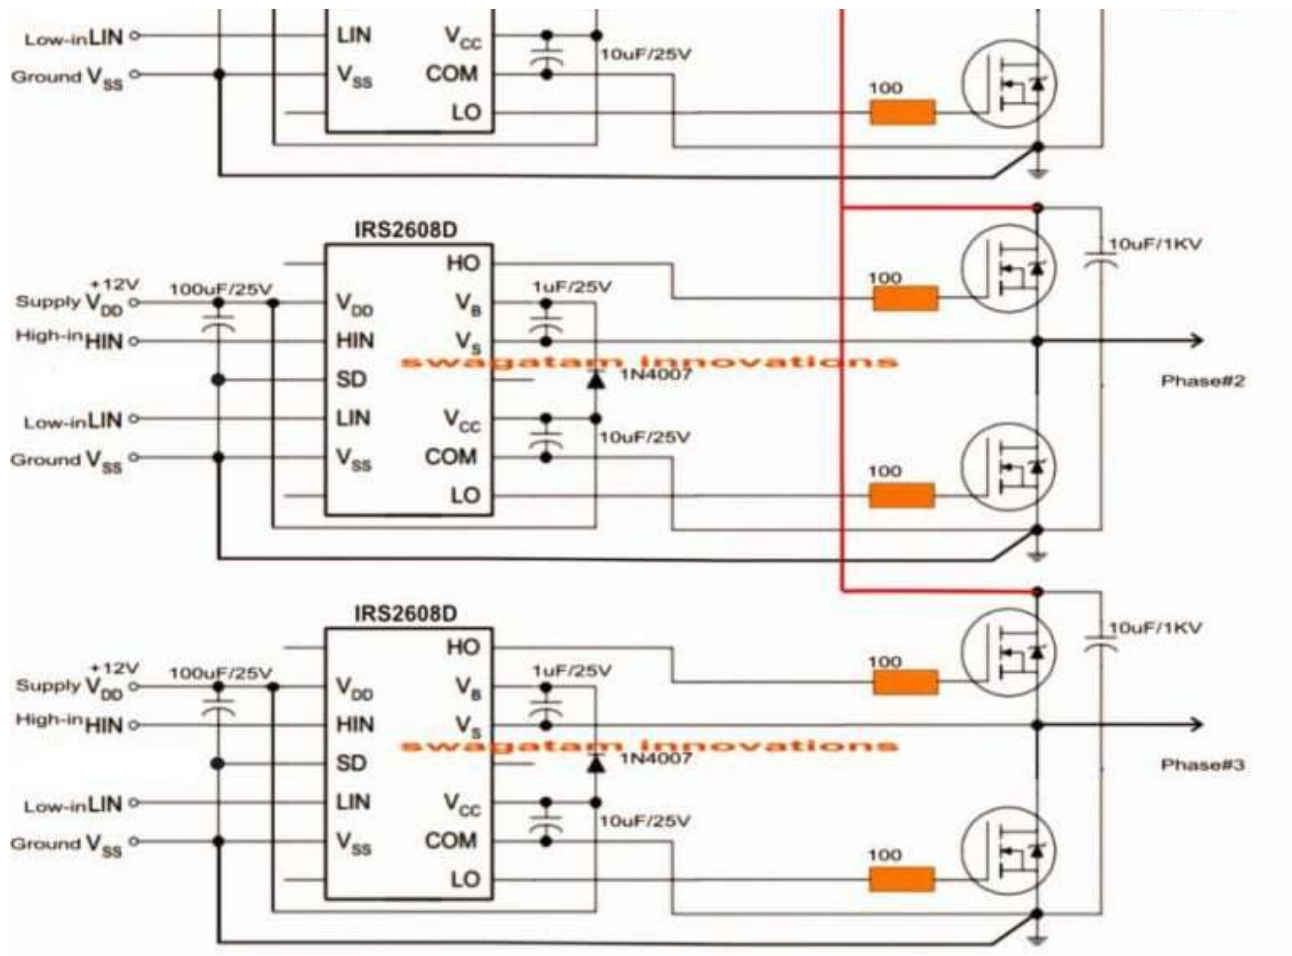 Low-in LIN LIN VCC 10uF/25V
Ground VSS VSS COM
LO 100
IRS2608D
HO 10uF/1KV
+12V 100uF/25V 1uF/25V 100
Supply VDD VDD VB
High-in HIN HIN VS
swagatam innovations
SD 1N4007 Phase#2
Low-in LIN LIN VCC 10uF/25V
Ground VSS VSS COM 100
LO
IRS2608D
HO 10uF/1KV
+12V 100uF/25V 1uF/25V 100
Supply VDD VDD VB
High-in HIN HIN VS
swagatam innovations
SD 1N4007 Phase#3
Low-in LIN LIN VCC 10uF/25V
Ground VSS VSS COM 100
LO